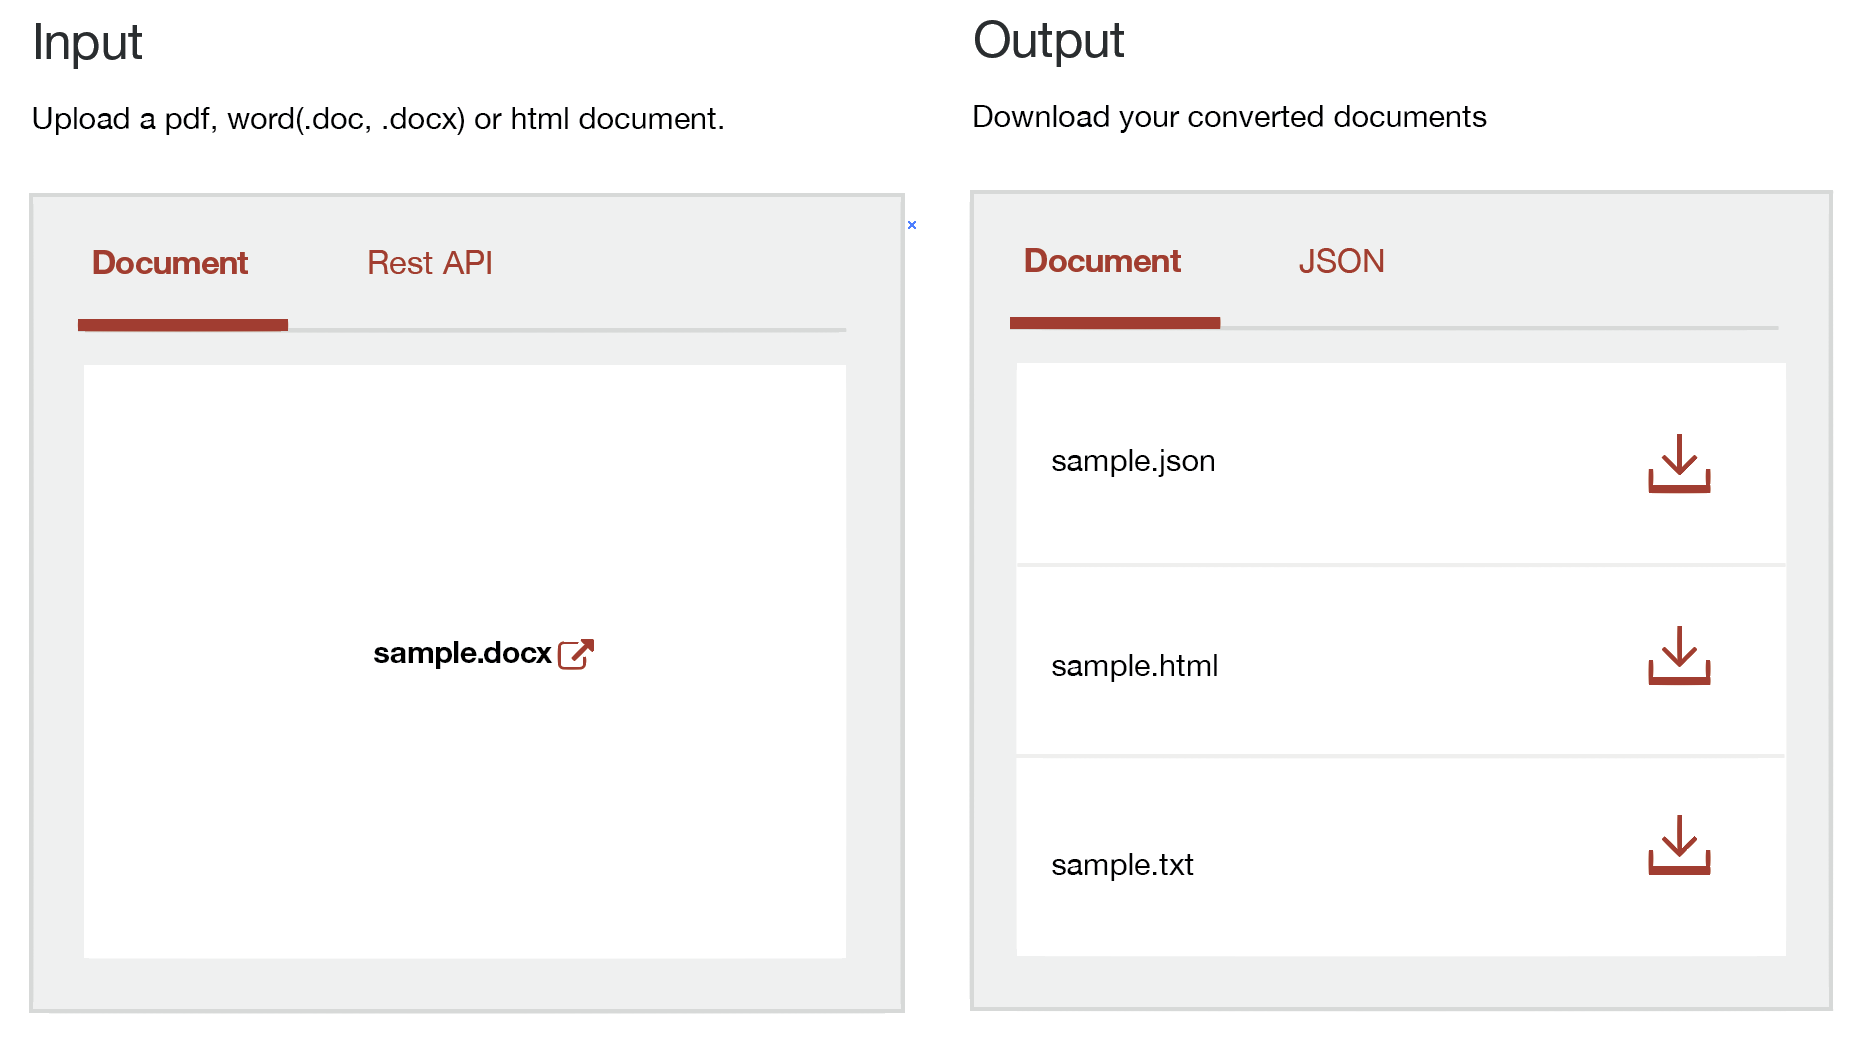 Input
Upload a pdf, word(.doc, .docx) or html document.
Document
Rest API
sample.docx
Output
Download your converted documents
Document
JSON
sample.json
sample.html
sample.txt